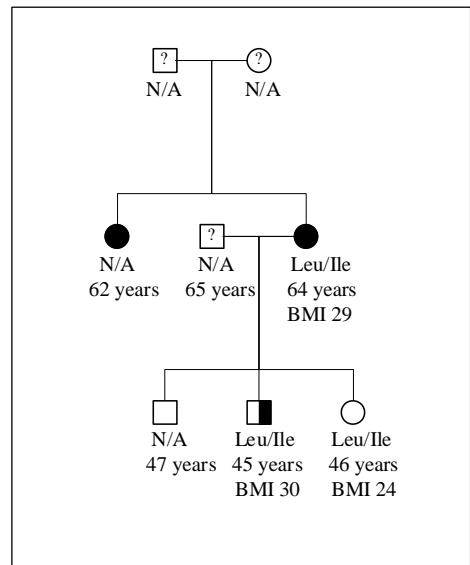 ? ?
N/A N/A
?
N/A N/A Leu/Ile
62 years 65 years 64 years
BMI 29
N/A Leu/Ile Leu/Ile
47 years 45 years 46 years
BMI 30 BMI 24